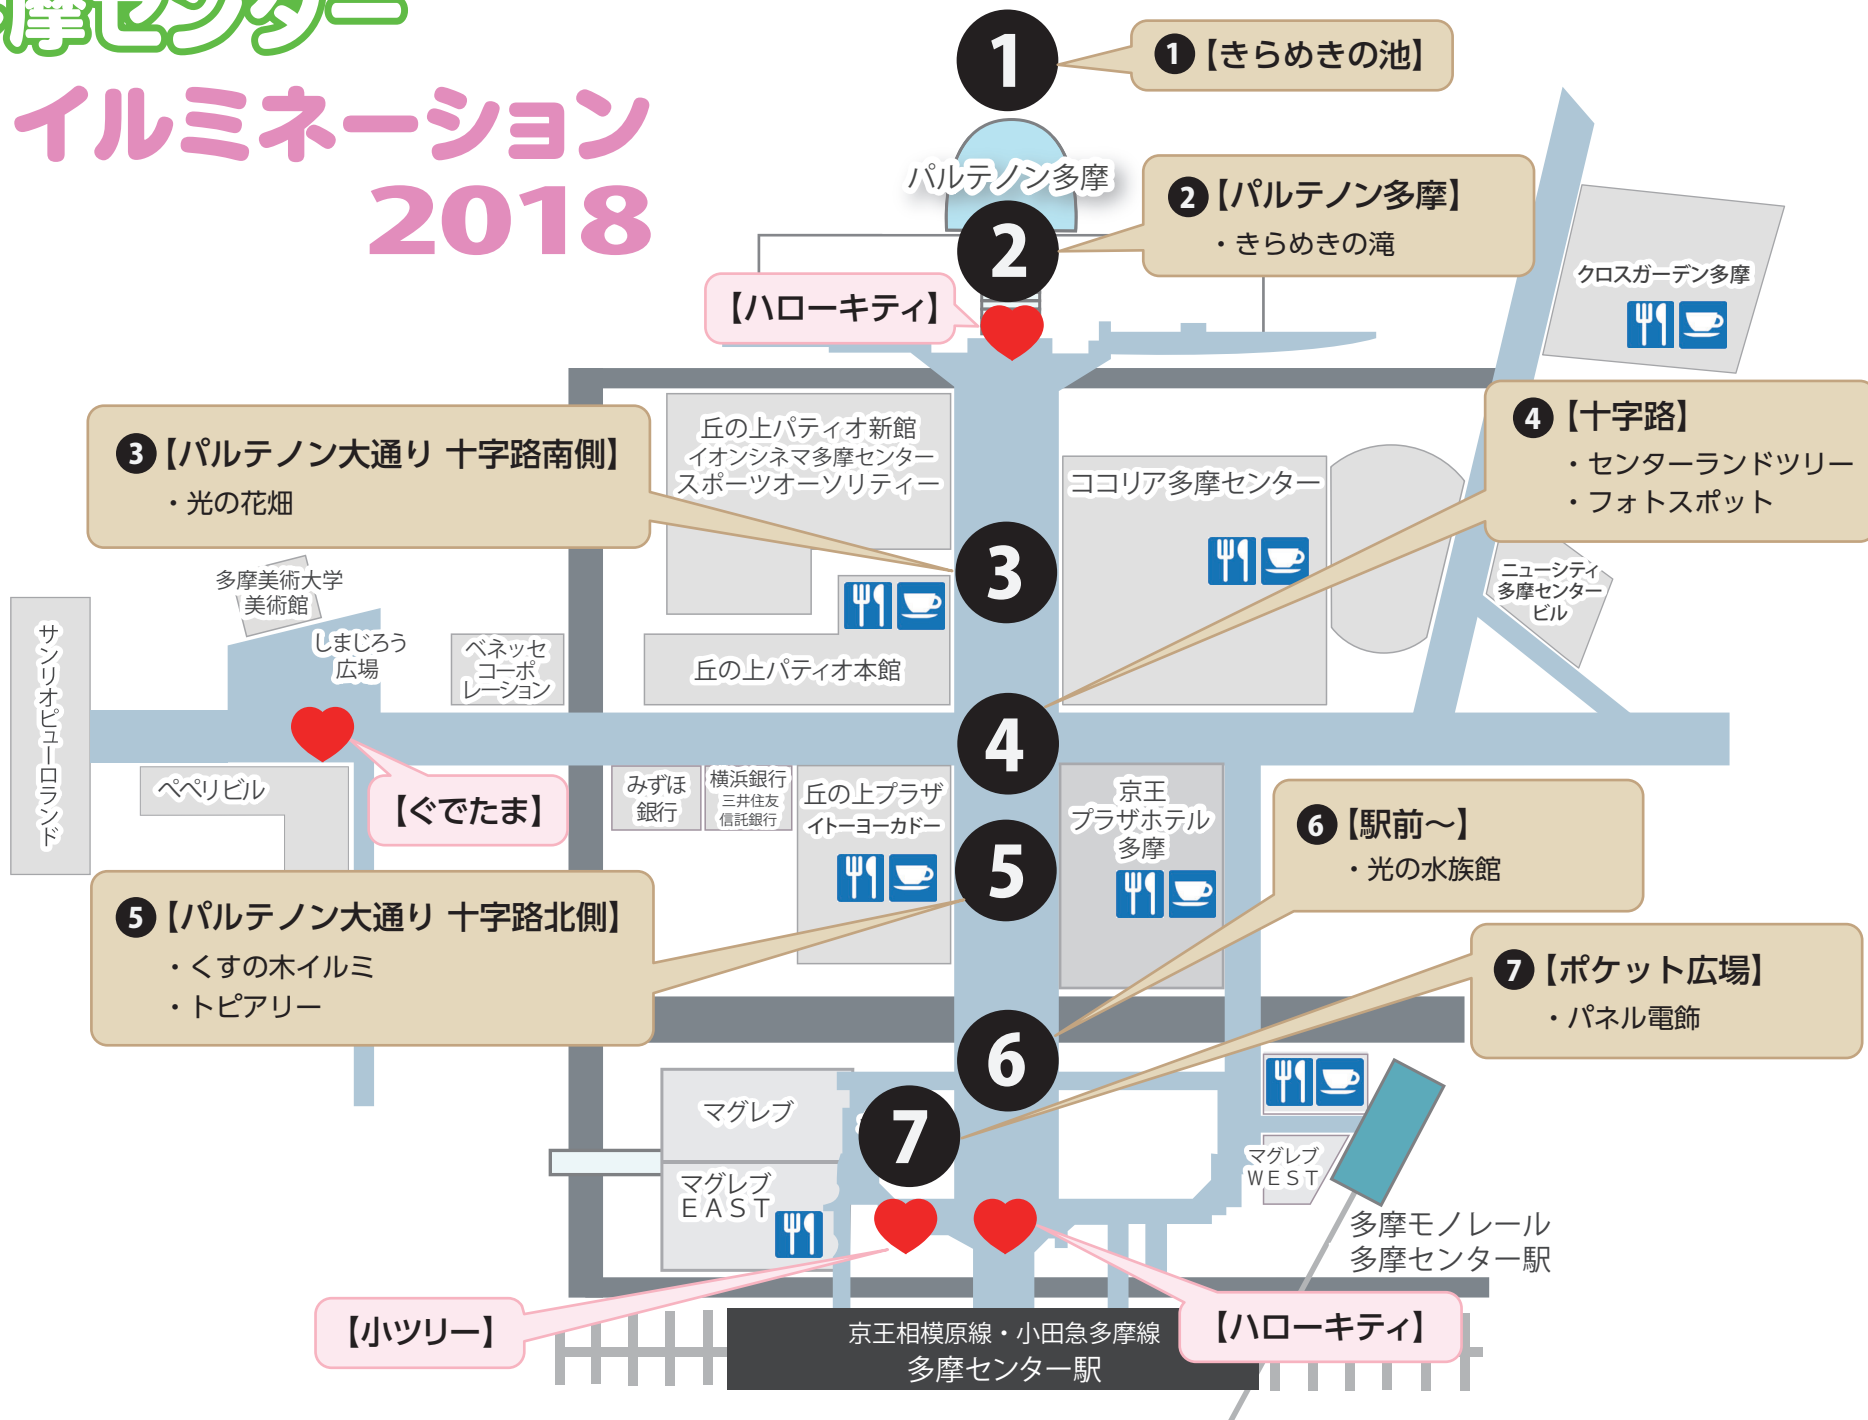 摩センター
イルミネーション
2018
1
1【きらめきの池】
パルテノン多摩
2
2【パルテノン多摩】
・きらめきの滝
【ハローキティ】
クロスガーデン多摩
3【パルテノン大通り 十字路南側】
・光の花畑
丘の上パティオ新館
イオンシネマ多摩センター
スポーツオーソリティー
ココリア多摩センター
4【十字路】
・センターランドツリー
・フォトスポット
3
ニューシティ
多摩センター
ビル
多摩美術大学
美術館
しまじろう
広場
ベネッセ
コーポ
レーション
丘の上パティオ本館
サンリオピューロランド
4
ペペリビル
【ぐでたま】
みずほ
銀行
横浜銀行
三井住友
信託銀行
丘の上プラザ
イトーヨーカドー
京王
プラザホテル
多摩
5
6【駅前～】
・光の水族館
5【パルテノン大通り 十字路北側】
・くすの木イルミ
・トピアリー
7【ポケット広場】
・パネル電飾
6
マグレブ
7
マグレブ
EAST
マグレブ
WEST
多摩モノレール
多摩センター駅
【小ツリー】
【ハローキティ】
京王相模原線・小田急多摩線
多摩センター駅